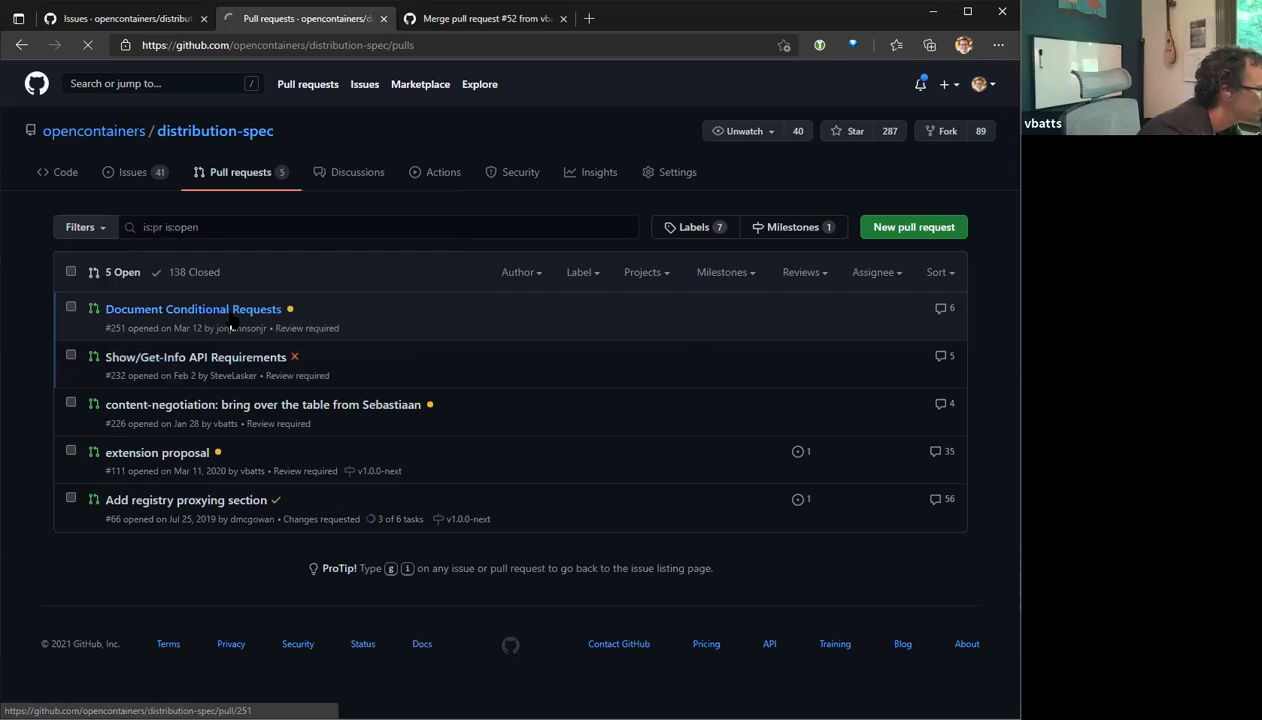 Issues · opencontainers/distribut
Pull requests · opencontainers/d
Merge pull request #52 from vba
https://github.com/opencontainers/distribution-spec/pulls
Search or jump to... /
Pull requests Issues Marketplace Explore
opencontainers / distribution-spec
Unwatch 40 Star 287 Fork 89
Code Issues 41 Pull requests 5 Discussions Actions Security Insights Settings
Filters is:pr is:open Labels 7 Milestones 1 New pull request
5 Open 138 Closed Author Label Projects Milestones Reviews Assignee Sort
Document Conditional Requests 6
#251 opened on Mar 12 by • Review required
Show/Get-Info API Requirements 5
#232 opened on Feb 2 by SteveLasker • Review required
content-negotiation: bring over the table from Sebastiaan 4
#226 opened on Jan 28 by vbatts • Review required
extension proposal 1 35
#111 opened on Mar 11, 2020 by vbatts • Review required v1.0.0-next
Add registry proxying section 1 56
#66 opened on Jul 25, 2019 by dmcgowan • Changes requested 3 of 6 tasks v1.0.0-next
ProTip! Type g i on any issue or pull request to go back to the issue listing page.
© 2021 GitHub, Inc. Terms Privacy Security Status Docs Contact GitHub Pricing API Training Blog About
https://github.com/opencontainers/distribution-spec/pull/251
vbatts